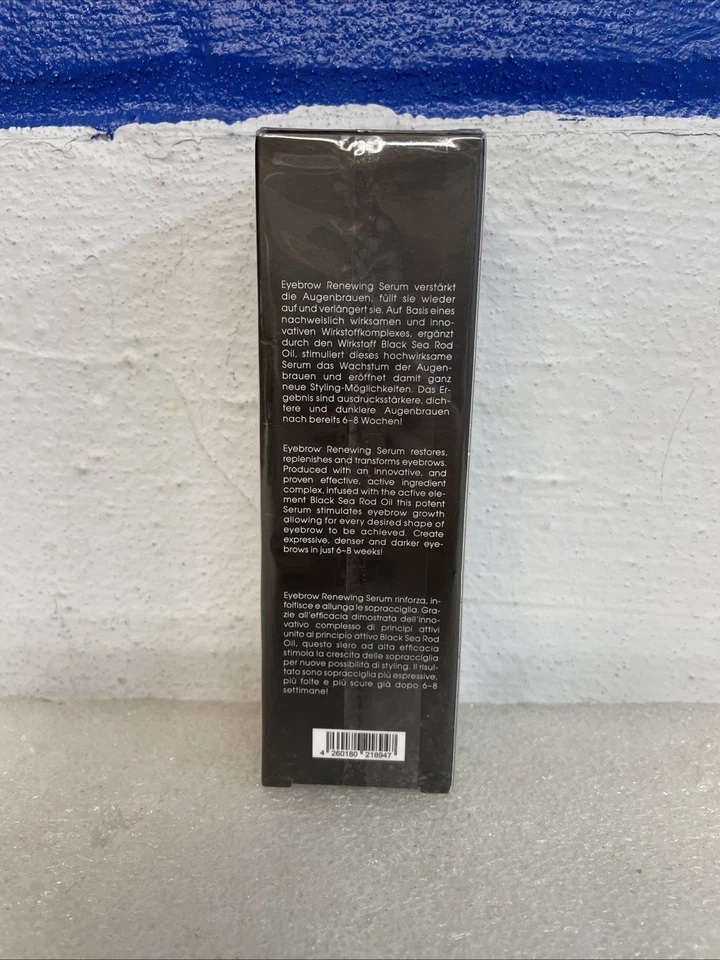 Eyebrow Renewing Serum verstärkt
die Augenbrauen, füllt sie wieder
auf und verlängert sie. Auf Basis eines
nachweislich wirksamen und inno-
vativen Wirkstoffkomplexes, ergänzt
durch den Wirkstoff Black Sea Rod
Oil, stimuliert dieses hochwirksame
Serum das Wachstum der Augen-
brauen und eröffnet damit ganz
neue Styling-Möglichkeiten. Das Er-
gebnis sind ausdrucksstärkere, dich-
tere und dunklere Augenbrauen
nach bereits 6–8 Wochen!
Eyebrow Renewing Serum restores,
replenishes and transforms eyebrows.
Produced with an innovative, and
proven effective, active ingredient
complex, infused with the active ele-
ment Black Sea Rod Oil this potent
Serum stimulates eyebrow growth
allowing for every desired shape of
eyebrow to be achieved. Create
expressive, denser and darker eye-
brows in just 6–8 weeks!
Eyebrow Renewing Serum rinforza, in-
foltisce e allunga le sopracciglia. Gra-
zie all'efficacia dimostrata dell'inno-
vativo complesso di principi attivi
unito al principio attivo Black Sea Rod
Oil, questo siero ad alta efficacia
stimola la crescita delle sopracciglia
per nuove possibilità di styling. Il risul-
tato sono sopracciglia più espressive,
più folte e più scure già dopo 6–8
settimane!
4 260180 218947